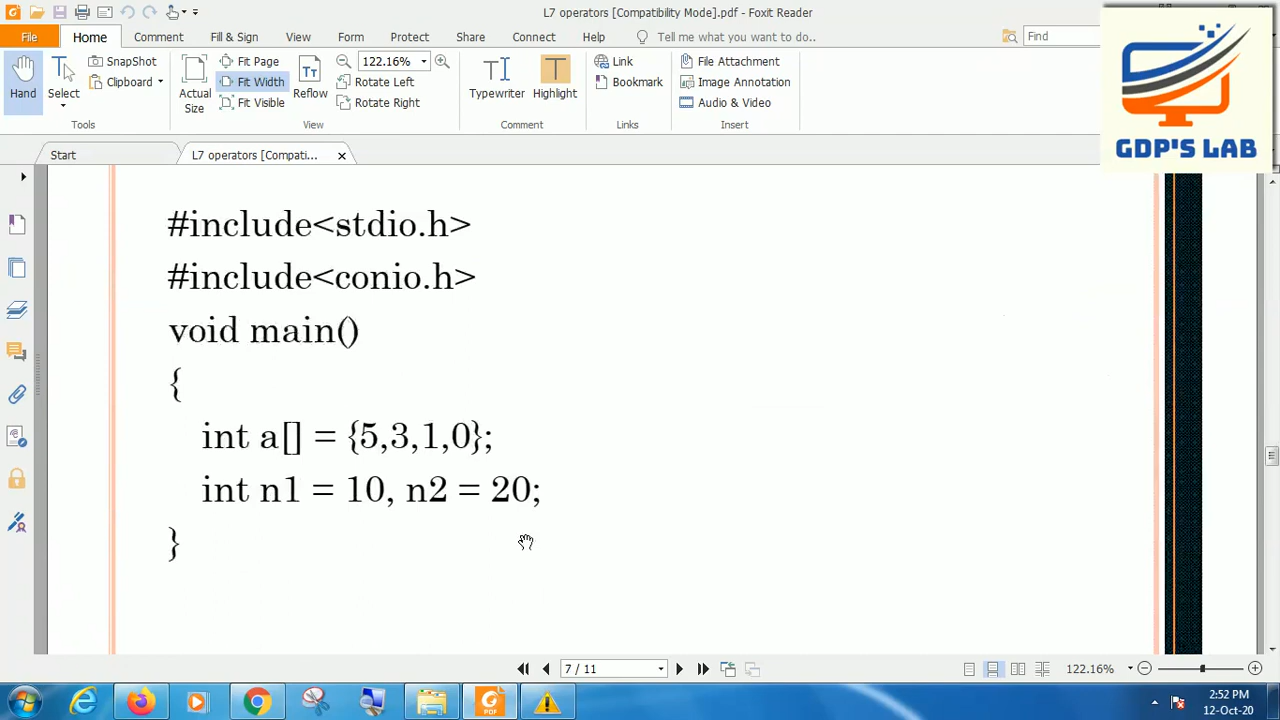 L7 operators [Compatibility Mode].pdf - Foxit Reader
File Home Comment Fill & Sign View Form Protect Share Connect Help Tell me what you want to do.. Find
SnapShot Fit Page 122.16% Rotate Left Link File Attachment
Clipboard Fit Width Rotate Right Bookmark Image Annotation
Hand Select Actual Size Fit Visible Reflow Typewriter Highlight Audio & Video
Tools View Comment Links Insert
GDP'S LAB
Start L7 operators [Compati...
#include<stdio.h>
#include<conio.h>
void main()
{
int a[] = {5,3,1,0};
int n1 = 10, n2 = 20;
}
7 / 11 122.16%
PDF
2:52 PM
12-Oct-20